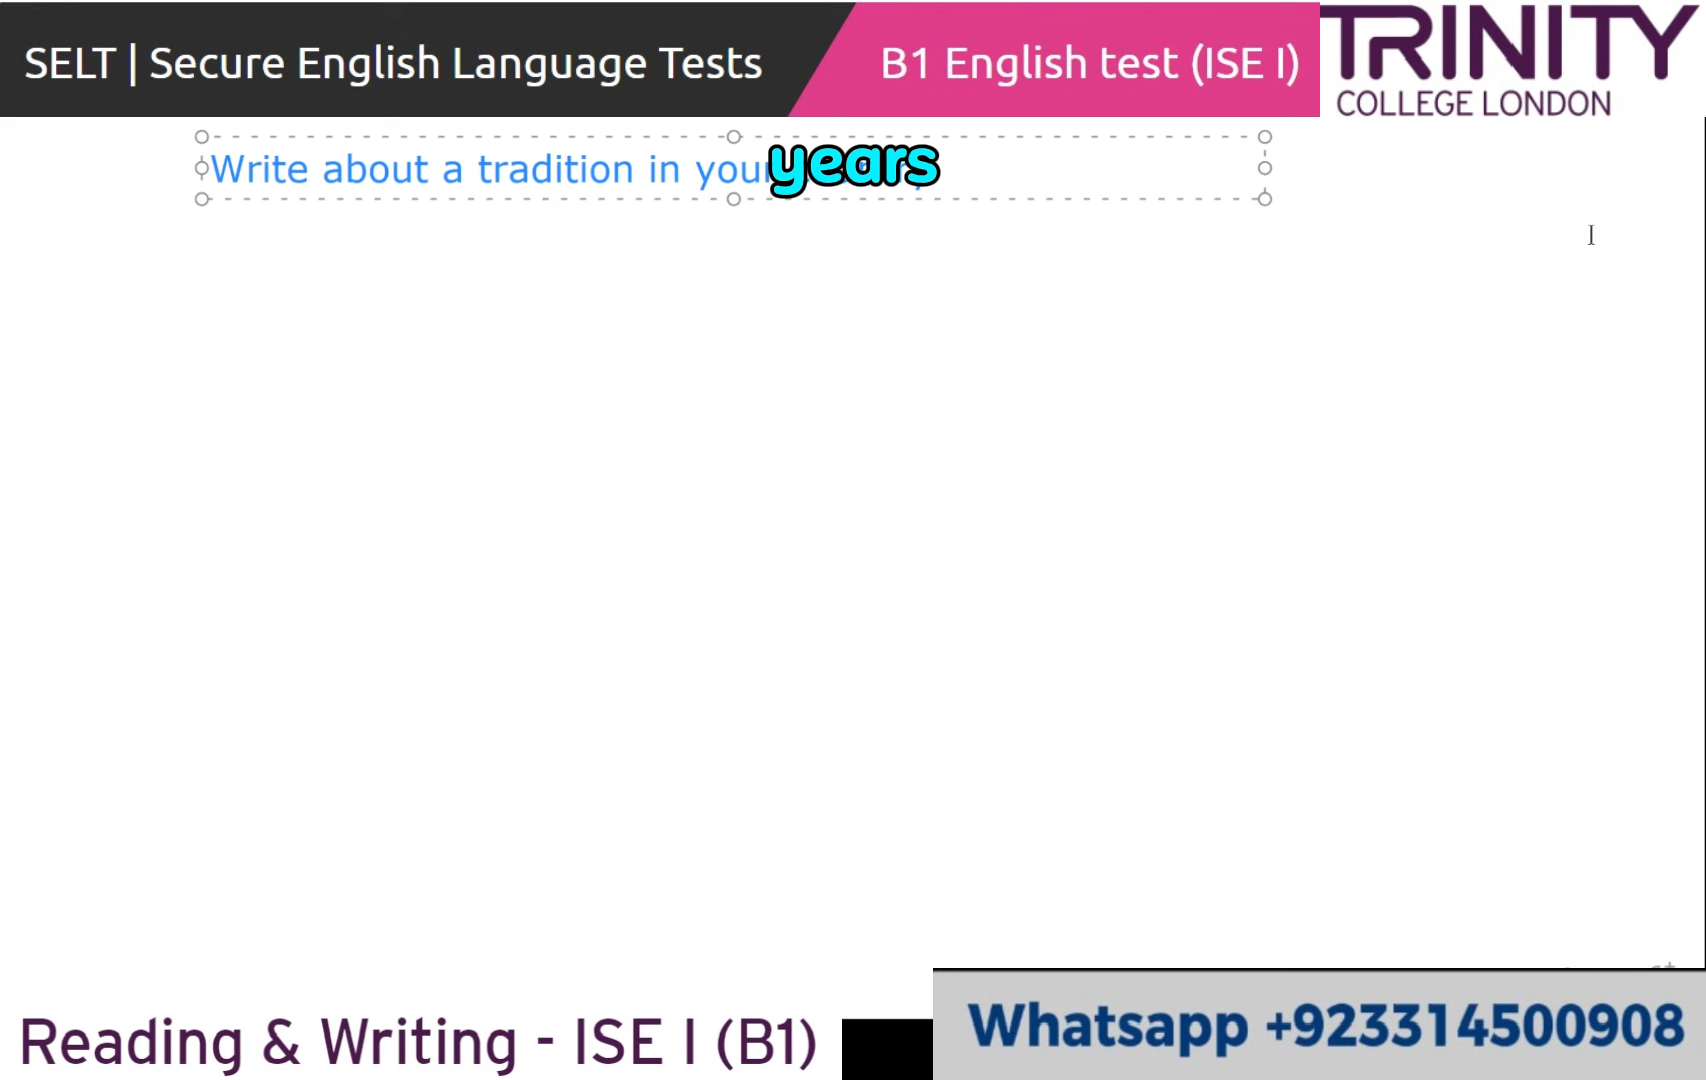 SELT | Secure English Language Tests
B1 English test (ISE I)
TRINITY
COLLEGE LONDON
Write about a tradition in your
years
Reading & Writing - ISE I (B1)
Whatsapp +923314500908